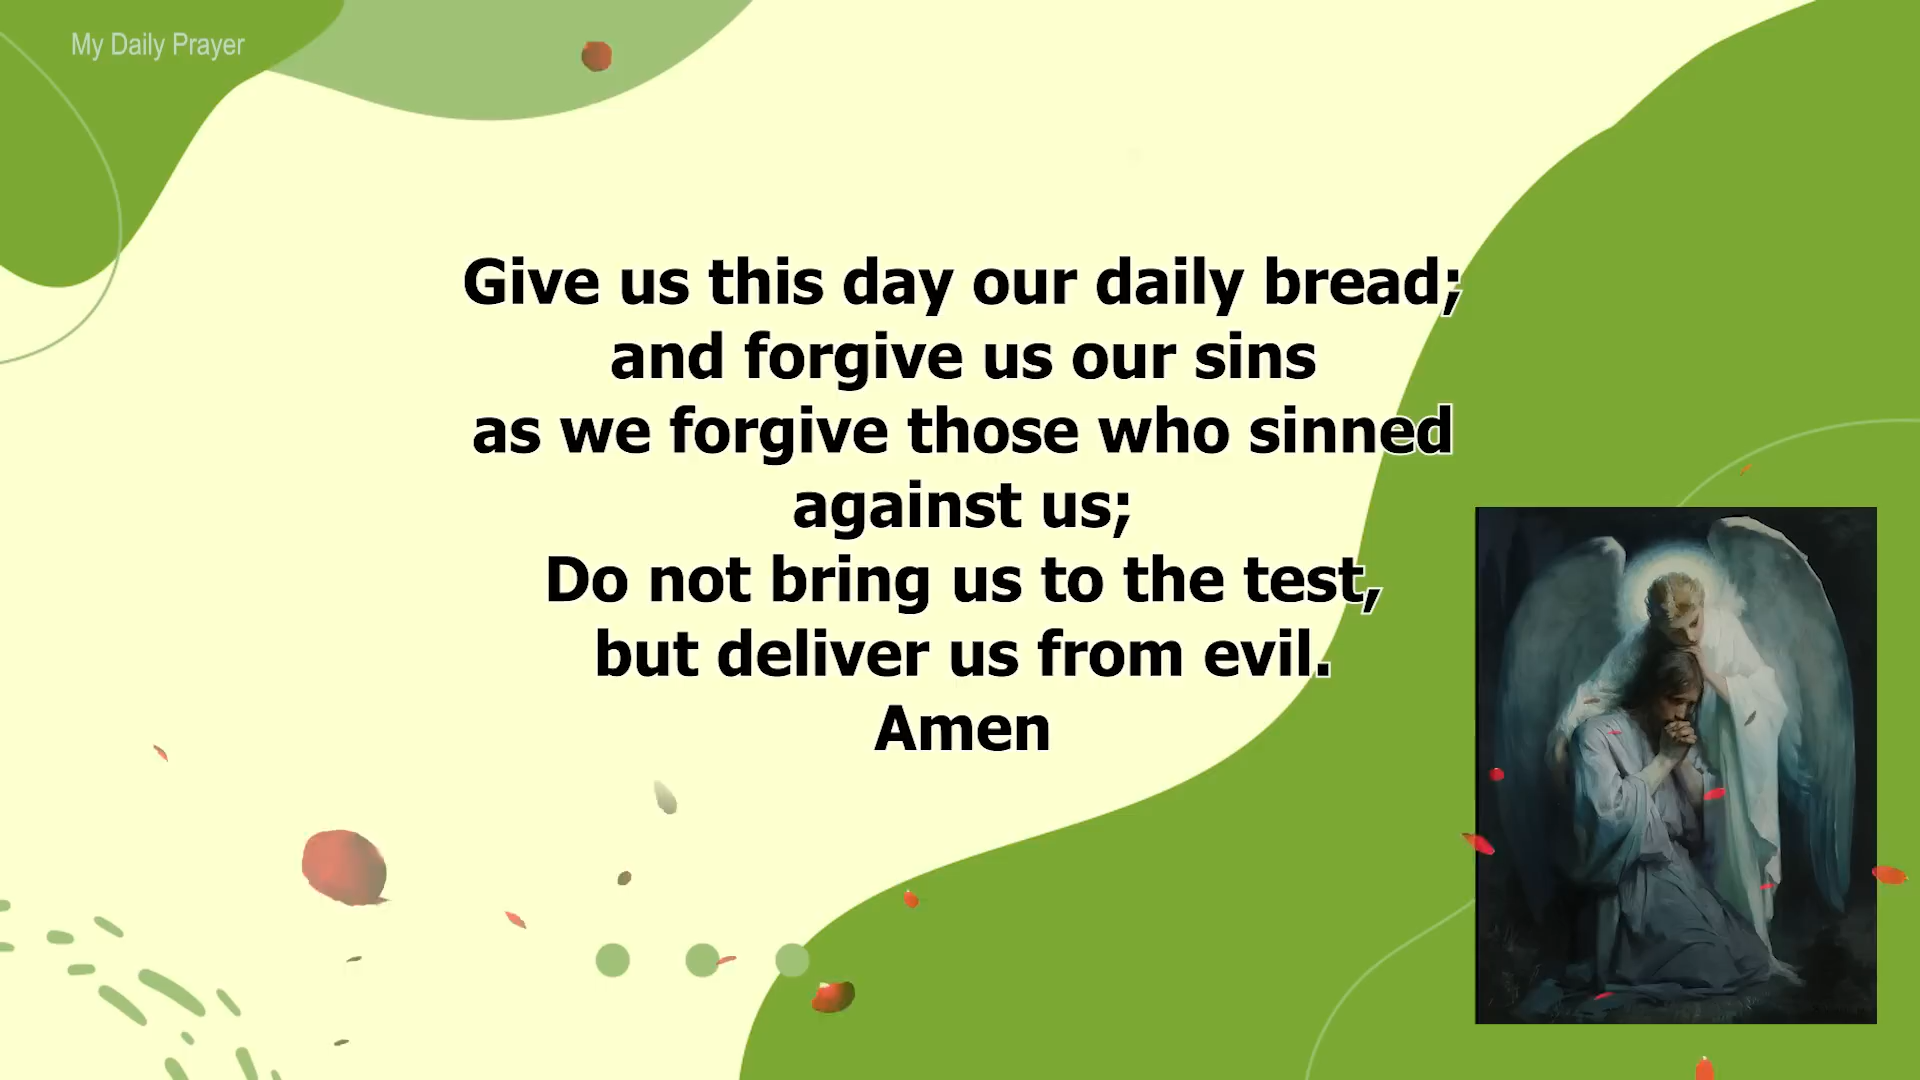 My Daily Prayer
Give us this day our daily bread;
and forgive us our sins
as we forgive those who sinned
against us;
Do not bring us to the test,
but deliver us from evil.
Amen